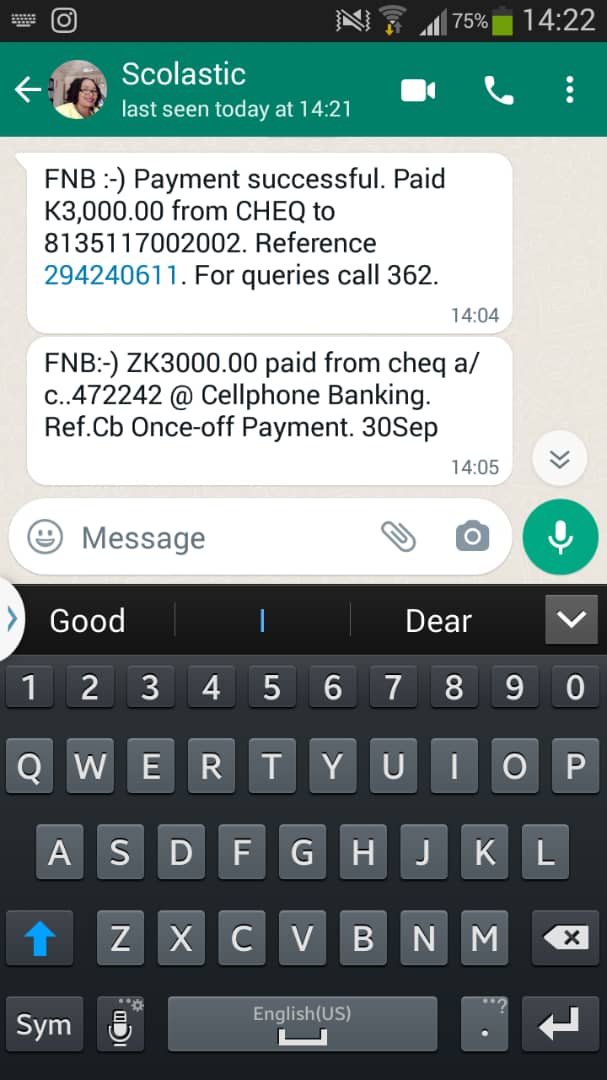 75% 14:22
Scolastic
last seen today at 14:21
FNB :-) Payment successful. Paid
K3,000.00 from CHEQ to
8135117002002. Reference
294240611. For queries call 362.
14:04
FNB:-) ZK3000.00 paid from cheq a/
c..472242 @ Cellphone Banking.
Ref.Cb Once-off Payment. 30Sep
14:05
Message
Good I Dear
1 2 3 4 5 6 7 8 9 0
Q W E R T Y U I O P
A S D F G H J K L
Z X C V B N M
Sym English(US) . ?